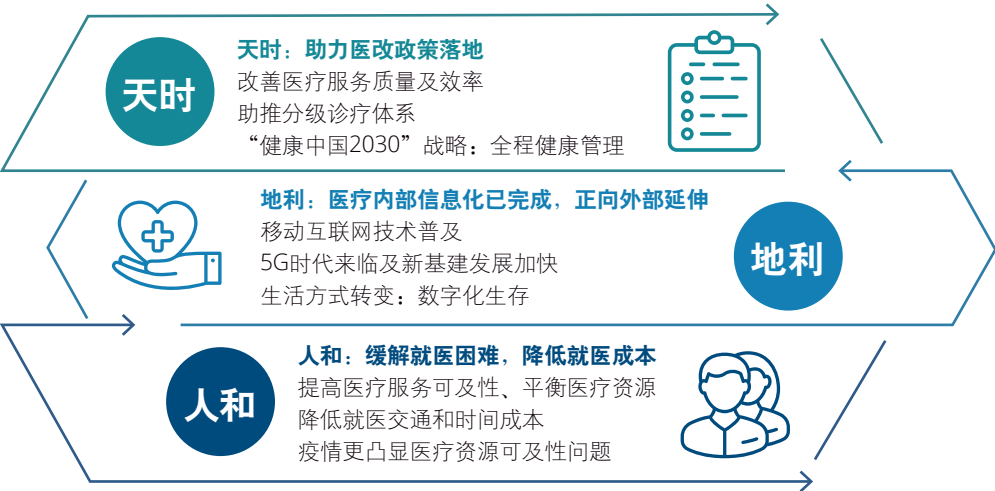 天时
天时：助力医改政策落地
改善医疗服务质量及效率
助推分级诊疗体系
“健康中国2030”战略：全程健康管理
地利：医疗内部信息化已完成，正向外部延伸
移动互联网技术普及
5G时代来临及新基建发展加快
生活方式转变：数字化生存
地利
人和
人和：缓解就医困难，降低就医成本
提高医疗服务可及性、平衡医疗资源
降低就医交通和时间成本
疫情更凸显医疗资源可及性问题